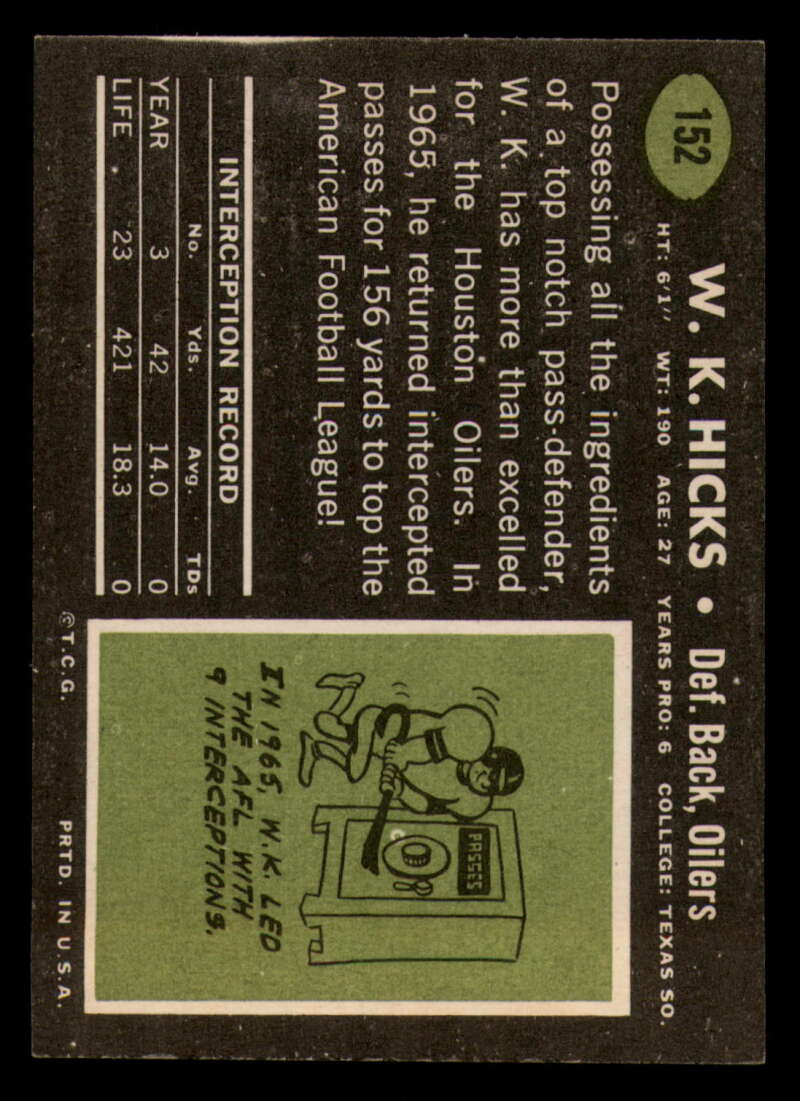 152
W. K. HICKS • Def. Back, Oilers
HT: 6'1" WT: 190 AGE: 27 YEARS PRO: 6 COLLEGE: TEXAS SO.
Possessing all the ingredients
of a top notch pass-defender,
W. K. has more than excelled
for the Houston Oilers. In
1965, he returned intercepted
passes for 156 yards to top the
American Football League!
INTERCEPTION RECORD
No. Yds. Avg. TDs
YEAR 3 42 14.0 0
LIFE 23 421 18.3 0
PASSES
IN 1965, W.K. LED
THE AFL WITH
9 INTERCEPTIONS.
©T.C.G. PRTD. IN U.S.A.